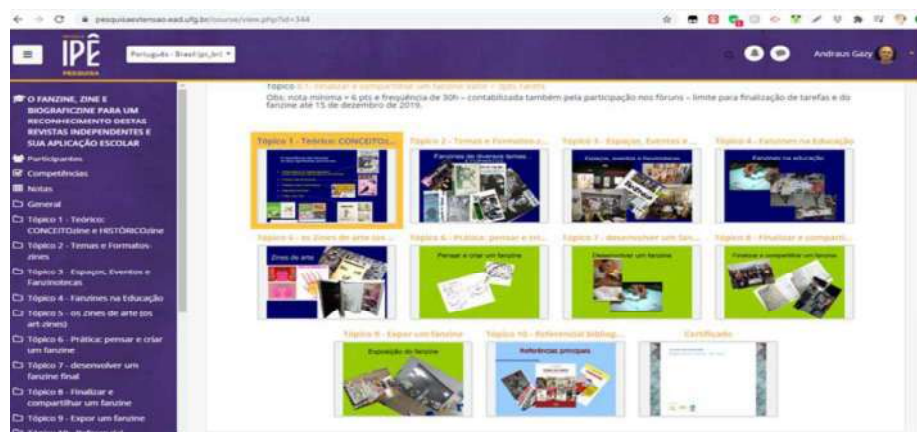 pesquisaextensao.ead.ufg.br/course/view.php?id=344
IPÊ
PESQUISA
Português - Brasil (pt_br)
Andraus Gazy
O FANZINE, ZINE E
BIOGRAFICZINE PARA UM
RECONHECIMENTO DESTAS
REVISTAS INDEPENDENTES E
SUA APLICAÇÃO ESCOLAR
Participantes
Competências
Notas
General
Tópico 1 - Teórico:
CONCEITOzine e HISTÓRICOzine
Tópico 2 - Temas e Formatos-
zines
Tópico 3 - Espaços, Eventos e
Fanzinotecas
Tópico 4 - Fanzines na Educação
Tópico 5 - os zines de arte (os
art-zines)
Tópico 6 - Prática: pensar e criar
um fanzine
Tópico 7 - desenvolver um
fanzine final
Tópico 8 - Finalizar e
compartilhar um fanzine
Tópico 9 - Expor um fanzine
Obs: nota mínima = 6 pts e freqüência de 30h – contabilizada também pela participação nos fóruns – limite para finalização de tarefas e do
fanzine até 15 de dezembro de 2019.
Tópico 1 - Teórico: CONCEITOz...
Tópico 2 - Temas e Formatos-z...
Tópico 3 - Espaços, Eventos e ...
Tópico 4 - Fanzines na Educação
Fanzines de diversos temas...
Espaços, eventos e fanzinotecas
Fanzines na educação
Tópico 5 - os zines de arte (os ...
Tópico 6 - Prática: pensar e cri...
Tópico 7 - desenvolver um fan...
Tópico 8 - Finalizar e comparti...
Zines de arte
Pensar e criar um fanzine
Desenvolver um fanzine
Finalizar e compartilhar um fanzine
Tópico 9 - Expor um fanzine
Tópico 10 - Referencial bibliog...
Certificado
Exposição do fanzine
Referências principais